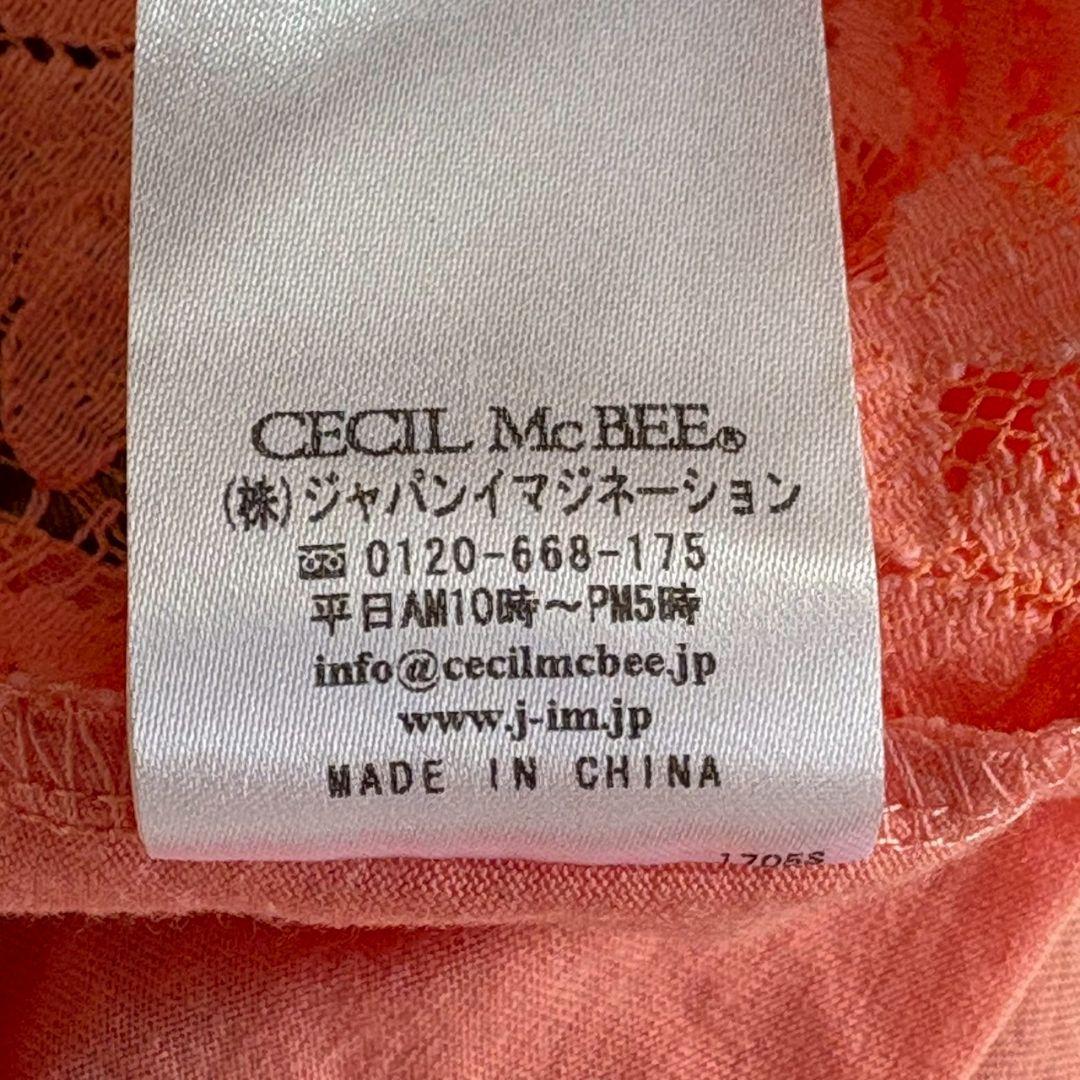 CECIL McBEE®
(株)ジャパンイマジネーション
0120-668-175
平日AM10時～PM5時
info@cecilmcbee.jp
www.j-im.jp
MADE IN CHINA